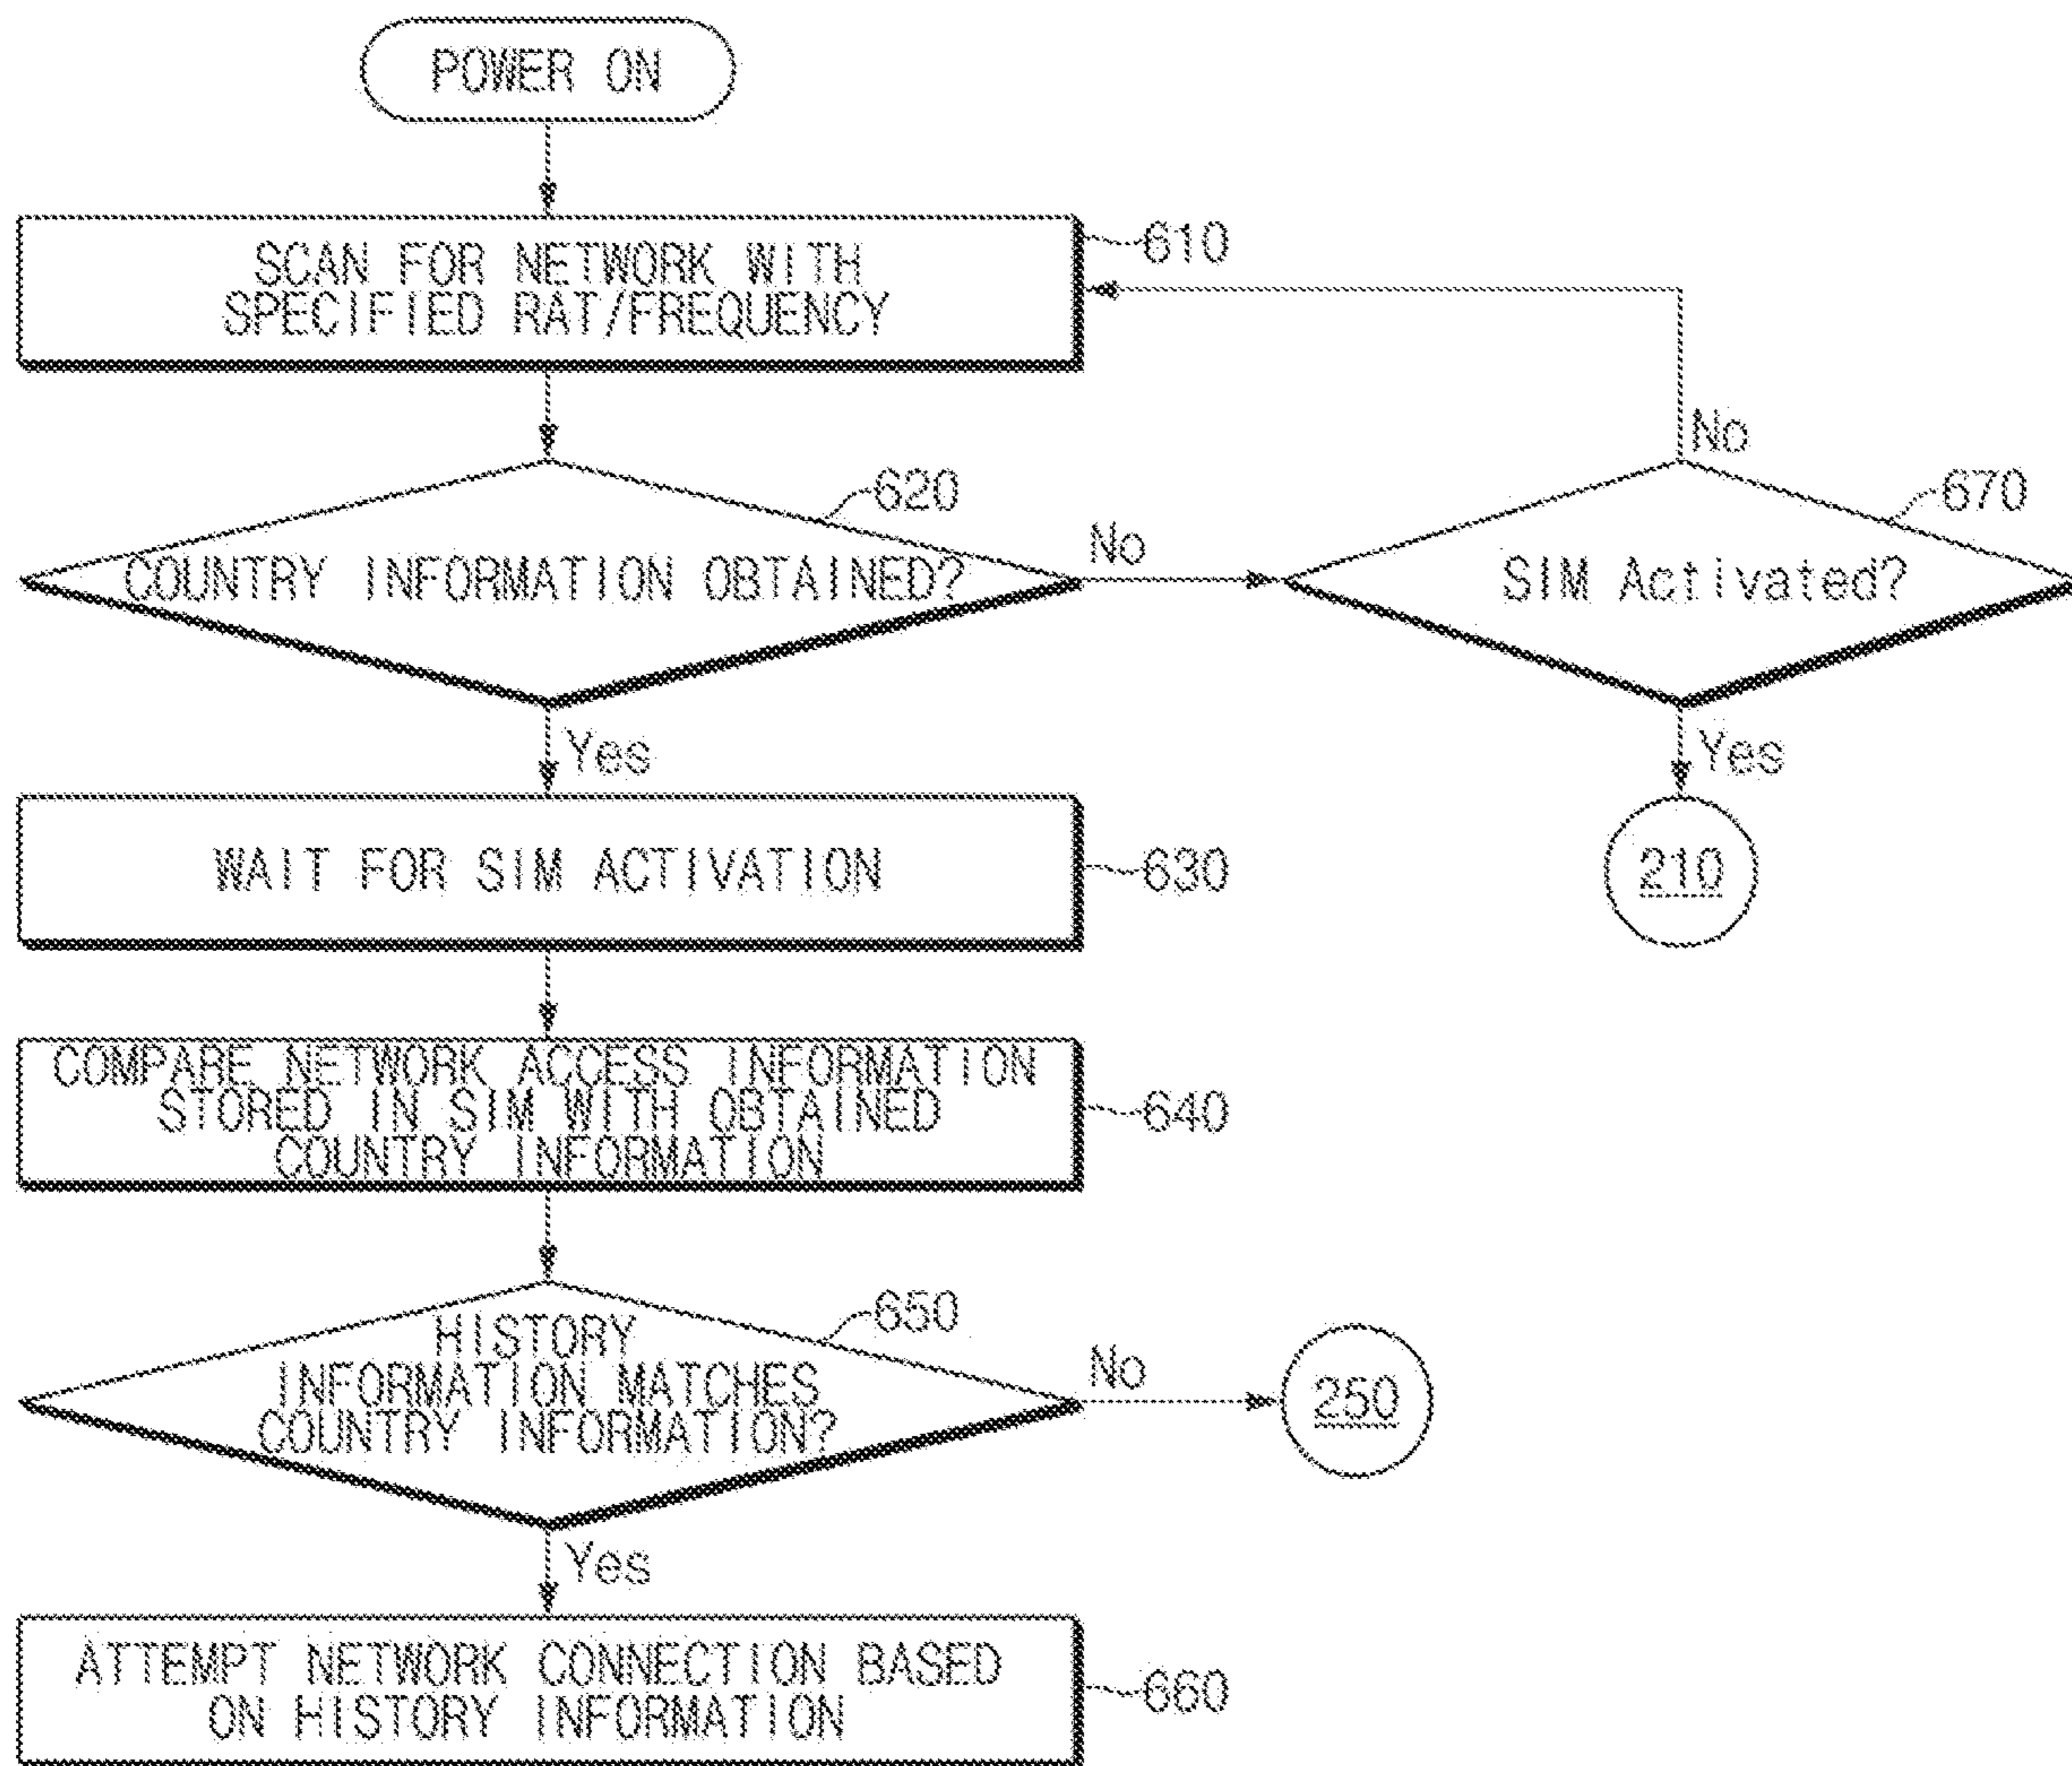 POWER ON
SCAN FOR NETWORK WITH
SPECIFIED RAT/FREQUENCY
610
COUNTRY INFORMATION OBTAINED?
620
No
SIM Activated?
670
No
Yes
210
Yes
WAIT FOR SIM ACTIVATION
630
COMPARE NETWORK ACCESS INFORMATION
STORED IN SIM WITH OBTAINED
COUNTRY INFORMATION
640
HISTORY
INFORMATION MATCHES
COUNTRY INFORMATION?
650
No
250
Yes
ATTEMPT NETWORK CONNECTION BASED
ON HISTORY INFORMATION
660